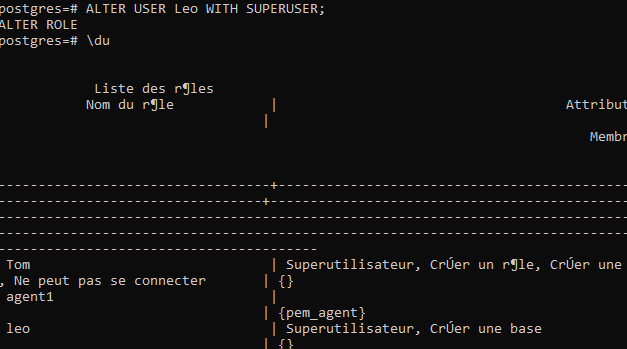 postgres=# ALTER USER Leo WITH SUPERUSER;
ALTER ROLE
postgres=# \du
Liste des r¶les
Nom du r¶le | Attribut
|
Membr
-----------------------------------+---------------------------------------------
----------------------------------+----------------------------------------------
---------------------------------------------------------------------------------
---------------------------------------------------------------------------------
-----------------------------------------
Tom | Superutilisateur, CrÚer un r¶le, CrÚer une
, Ne peut pas se connecter | {}
agent1 |
| {pem_agent}
leo | Superutilisateur, CrÚer une base
| {}